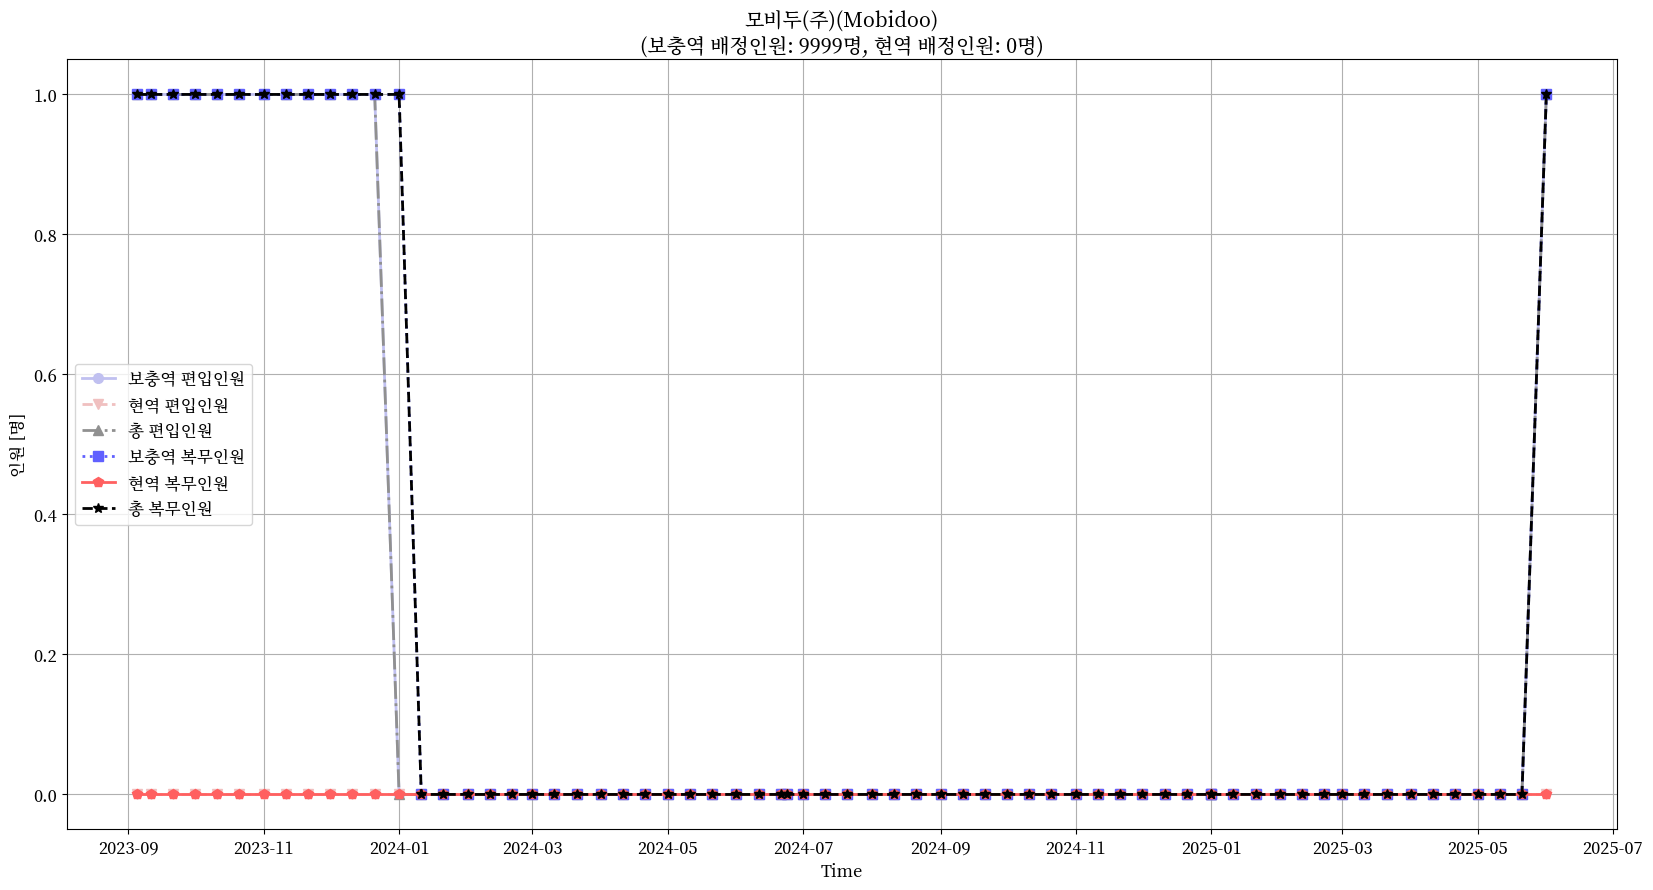 모비두(주)(Mobidoo)
(보충역 배정인원: 9999명, 현역 배정인원: 0명)
인원 [명]
1.0
0.8
0.6
0.4
0.2
0.0
보충역 편입인원
현역 편입인원
총 편입인원
보충역 복무인원
현역 복무인원
총 복무인원
2023-09 2023-11 2024-01 2024-03 2024-05 2024-07 2024-09 2024-11 2025-01 2025-03 2025-05 2025-07
Time